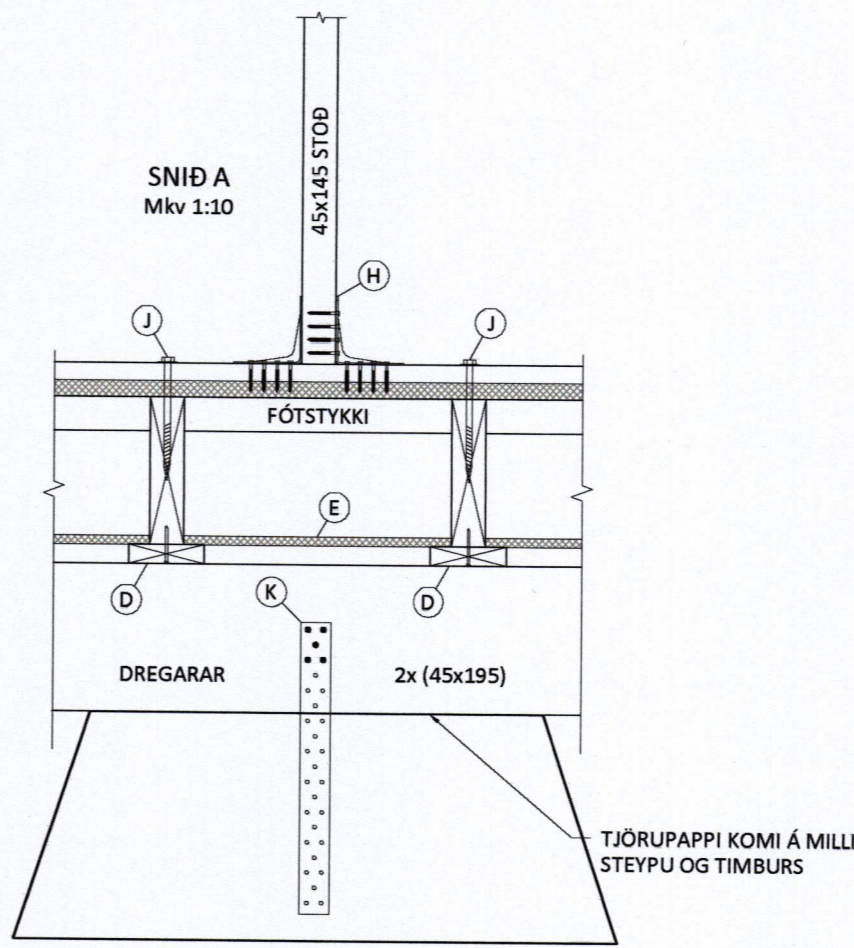 SNIÐ A
Mkv 1:10
45x145 STOÐ
H
J
J
FÓTSTYKKI
E
D
D
K
DREGARAR
2x (45x195)
TJÖRUPAPPI KOMI Á MILLI
STEYPU OG TIMBURS